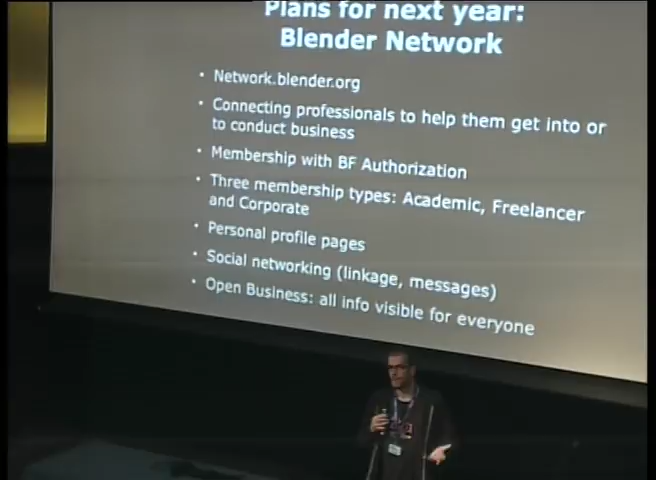 Plans for next year:
Blender Network
• Network.blender.org
• Connecting professionals to help them get into or
to conduct business
• Membership with BF Authorization
• Three membership types: Academic, Freelancer
and Corporate
• Personal profile pages
• Social networking (linkage, messages)
• Open Business: all info visible for everyone